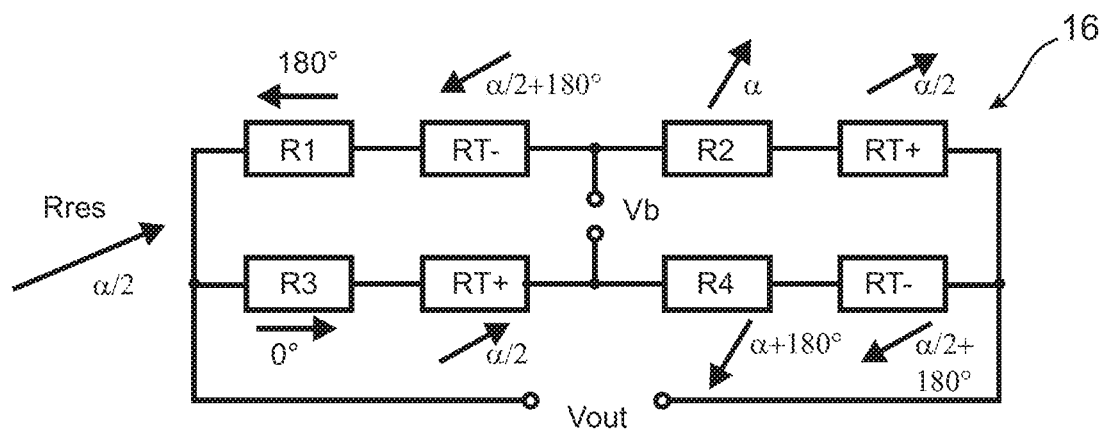 16
180°
α/2+180°
α
α/2
R1
RT-
R2
RT+
Rres
Vb
α/2
R3
RT+
R4
RT-
0°
α/2
α+180°
α/2+
180°
Vout